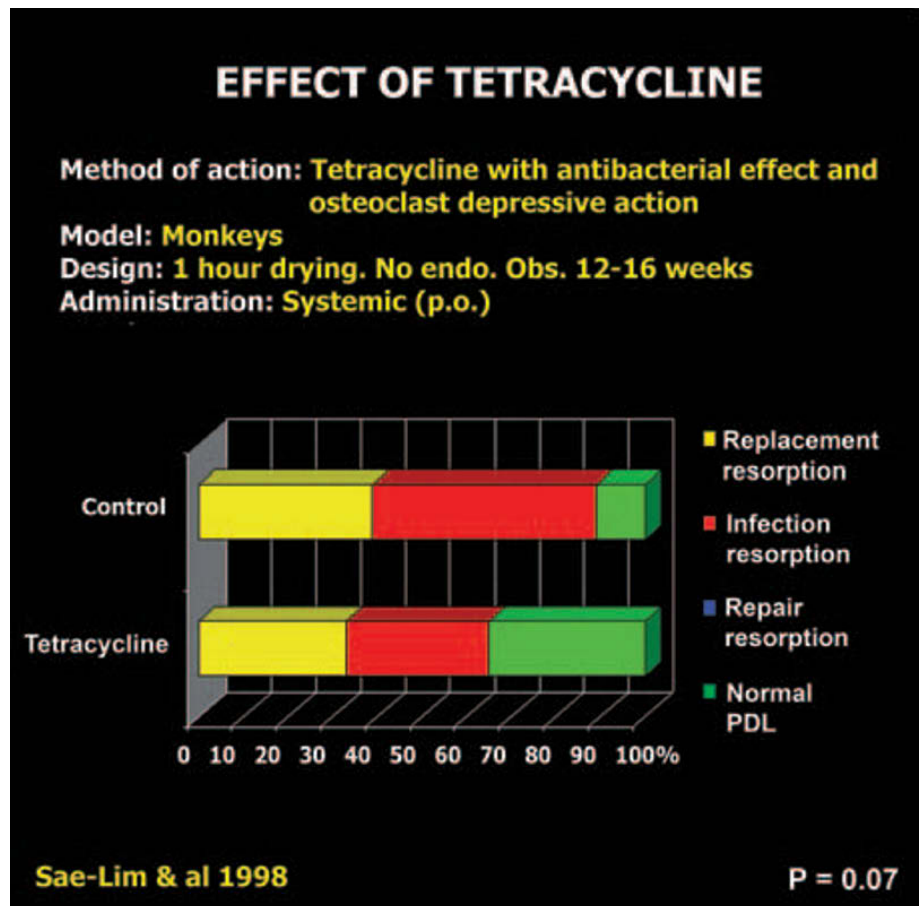 EFFECT OF TETRACYCLINE
Method of action: Tetracycline with antibacterial effect and
osteoclast depressive action
Model: Monkeys
Design: 1 hour drying. No endo. Obs. 12-16 weeks
Administration: Systemic (p.o.)
Control
Tetracycline
0 10 20 30 40 50 60 70 80 90 100%
Replacement
resorption
Infection
resorption
Repair
resorption
Normal
PDL
Sae-Lim & al 1998
P = 0.07